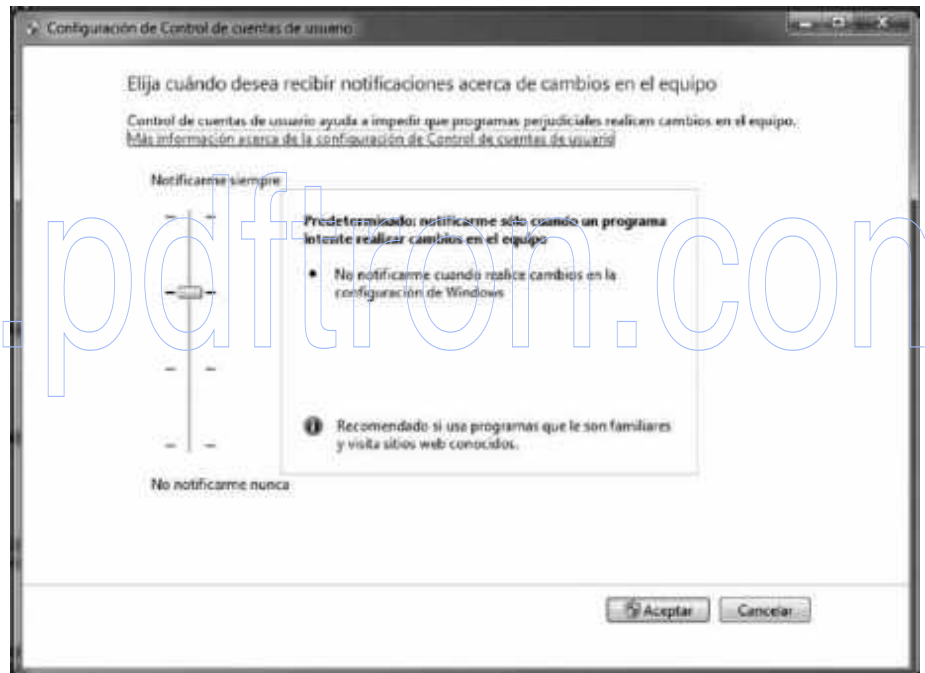 Configuración de Control de cuentas de usuario
Elija cuándo desea recibir notificaciones acerca de cambios en el equipo
Control de cuentas de usuario ayuda a impedir que programas perjudiciales realicen cambios en el equipo.
Más información acerca de la configuración de Control de cuentas de usuario
Notificarme siempre
Predeterminado: notificarme sólo cuando un programa
intente realizar cambios en el equipo
• No notificarme cuando realice cambios en la
configuración de Windows
Recomendado si usa programas que le son familiares
y visita sitios web conocidos.
No notificarme nunca
Aceptar Cancelar
.pdftron.com